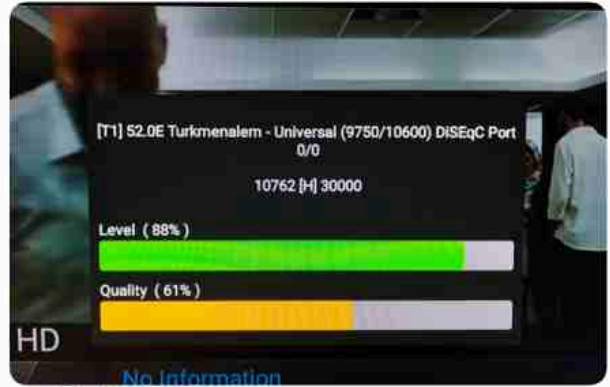 [T1] 52.0E Turkmenalem - Universal (9750/10600) DiSEqC Port
0/0
10762 [H] 30000
Level ( 88% )
Quality ( 61% )
HD
No Information